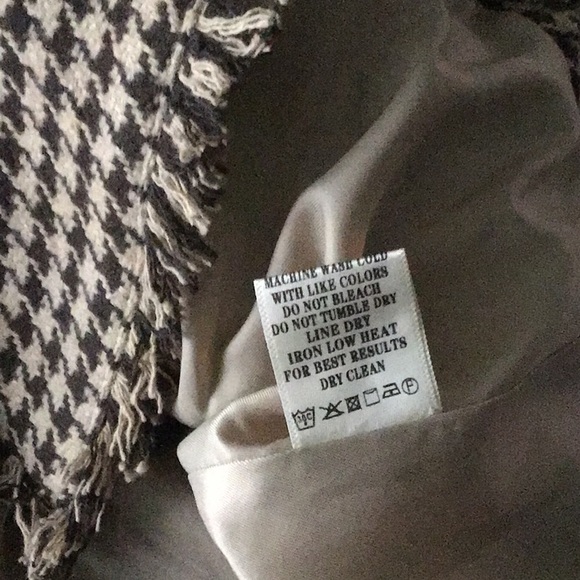 MACHINE WASH COLD
WITH LIKE COLORS
DO NOT BLEACH
DO NOT TUMBLE DRY
LINE DRY
IRON LOW HEAT
FOR BEST RESULTS
DRY CLEAN
30C P